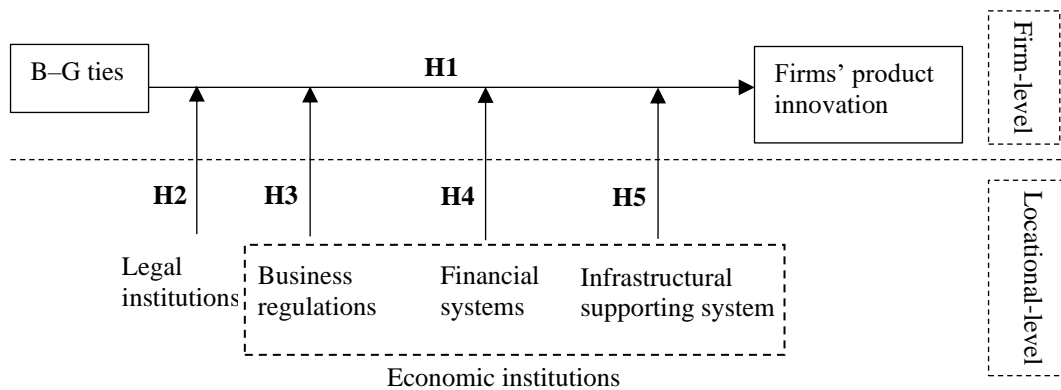 B–G ties
H1
Firms’ product
innovation
Firm-level
H2
H3
H4
H5
Legal
institutions
Business
regulations
Financial
systems
Infrastructural
supporting system
Economic institutions
Locational-level